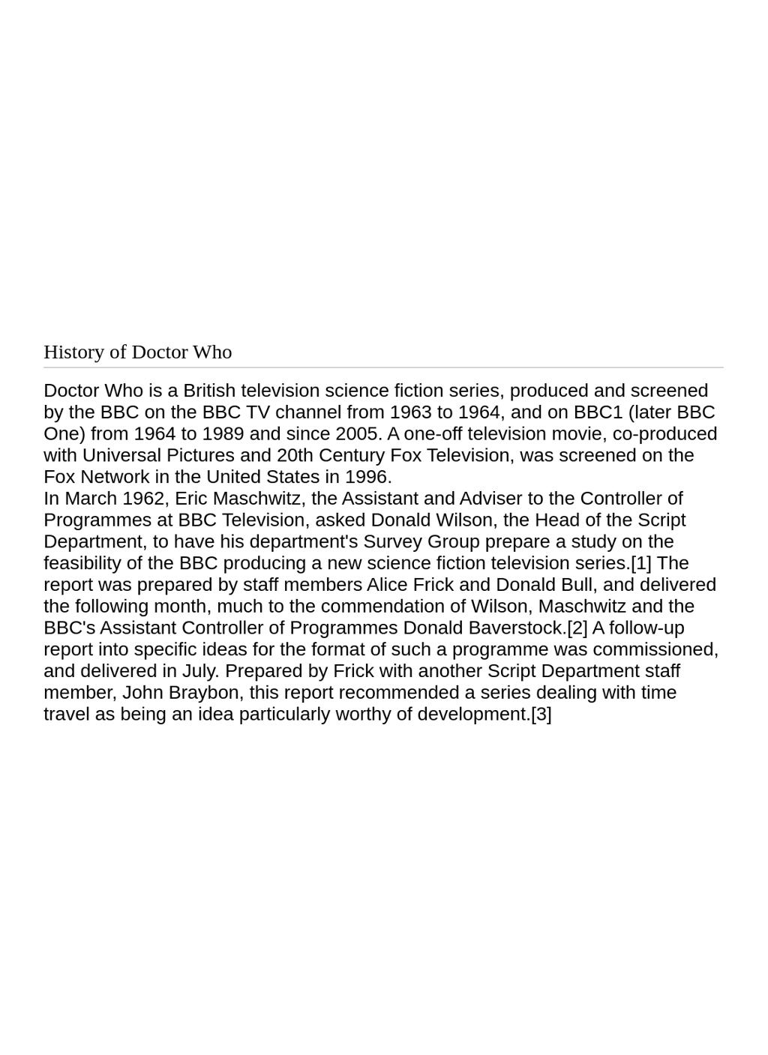 History of Doctor Who
Doctor Who is a British television science fiction series, produced and screened
by the BBC on the BBC TV channel from 1963 to 1964, and on BBC1 (later BBC
One) from 1964 to 1989 and since 2005. A one-off television movie, co-produced
with Universal Pictures and 20th Century Fox Television, was screened on the
Fox Network in the United States in 1996.
In March 1962, Eric Maschwitz, the Assistant and Adviser to the Controller of
Programmes at BBC Television, asked Donald Wilson, the Head of the Script
Department, to have his department's Survey Group prepare a study on the
feasibility of the BBC producing a new science fiction television series.[1] The
report was prepared by staff members Alice Frick and Donald Bull, and delivered
the following month, much to the commendation of Wilson, Maschwitz and the
BBC's Assistant Controller of Programmes Donald Baverstock.[2] A follow-up
report into specific ideas for the format of such a programme was commissioned,
and delivered in July. Prepared by Frick with another Script Department staff
member, John Braybon, this report recommended a series dealing with time
travel as being an idea particularly worthy of development.[3]